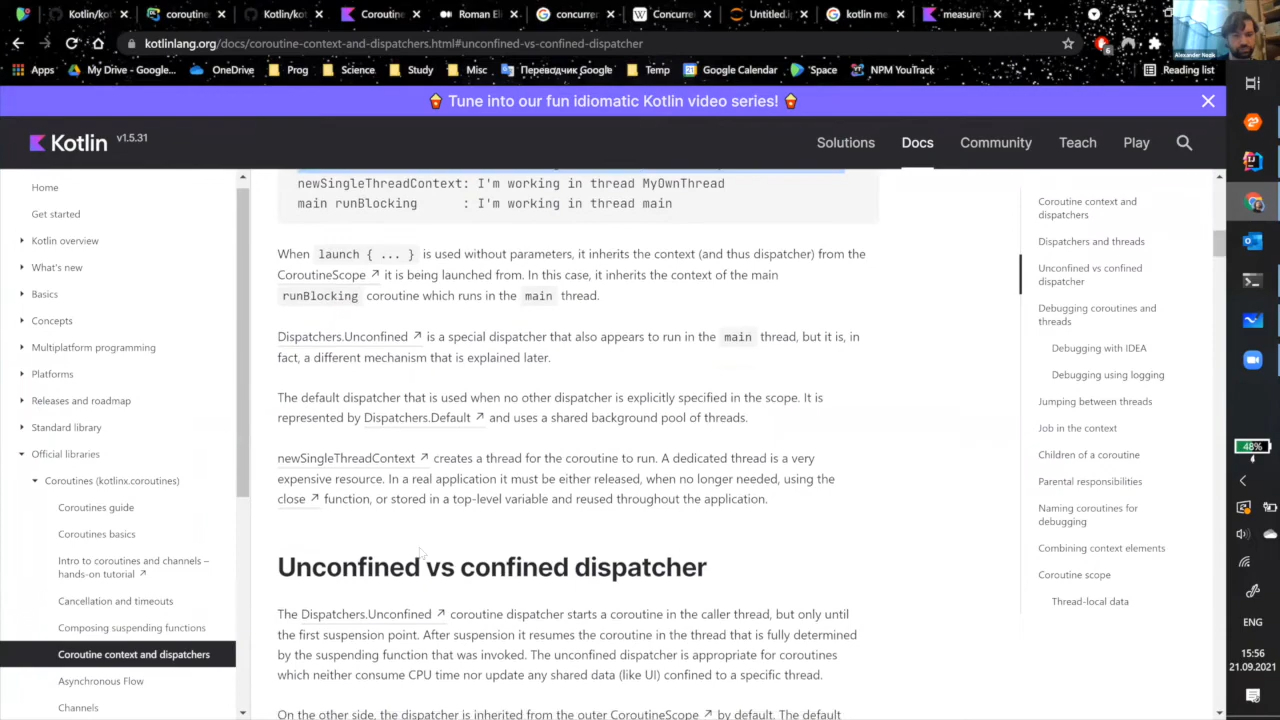 Kotlin/ko
coroutine
Kotlin/ko
Coroutine
Roman El
concurren
Concurre
Untitled.i
kotlin me
measureT
kotlinlang.org/docs/coroutine-context-and-dispatchers.html#unconfined-vs-confined-dispatcher
6
Alexander Nozik
Apps
My Drive - Google...
OneDrive
Prog
Science
Study
Misc
Переводчик Google
Temp
Google Calendar
'Space
NPM YouTrack
Reading list
Tune into our fun idiomatic Kotlin video series!
Kotlin v1.5.31
Solutions
Docs
Community
Teach
Play
Home
Get started
Kotlin overview
What's new
Basics
Concepts
Multiplatform programming
Platforms
Releases and roadmap
Standard library
Official libraries
Coroutines (kotlinx.coroutines)
Coroutines guide
Coroutines basics
Intro to coroutines and channels –
hands-on tutorial ↗
Cancellation and timeouts
Composing suspending functions
Coroutine context and dispatchers
Asynchronous Flow
Channels
newSingleThreadContext: I'm working in thread MyOwnThread
main runBlocking      : I'm working in thread main
When launch { ... } is used without parameters, it inherits the context (and thus dispatcher) from the
CoroutineScope ↗ it is being launched from. In this case, it inherits the context of the main
runBlocking coroutine which runs in the main thread.
Dispatchers.Unconfined ↗ is a special dispatcher that also appears to run in the main thread, but it is, in
fact, a different mechanism that is explained later.
The default dispatcher that is used when no other dispatcher is explicitly specified in the scope. It is
represented by Dispatchers.Default ↗ and uses a shared background pool of threads.
newSingleThreadContext ↗ creates a thread for the coroutine to run. A dedicated thread is a very
expensive resource. In a real application it must be either released, when no longer needed, using the
close ↗ function, or stored in a top-level variable and reused throughout the application.
Unconfined vs confined dispatcher
The Dispatchers.Unconfined ↗ coroutine dispatcher starts a coroutine in the caller thread, but only until
the first suspension point. After suspension it resumes the coroutine in the thread that is fully determined
by the suspending function that was invoked. The unconfined dispatcher is appropriate for coroutines
which neither consume CPU time nor update any shared data (like UI) confined to a specific thread.
On the other side, the dispatcher is inherited from the outer CoroutineScope ↗ by default. The default
Coroutine context and
dispatchers
Dispatchers and threads
Unconfined vs confined
dispatcher
Debugging coroutines and
threads
Debugging with IDEA
Debugging using logging
Jumping between threads
Job in the context
Children of a coroutine
Parental responsibilities
Naming coroutines for
debugging
Combining context elements
Coroutine scope
Thread-local data
48%
ENG
15:56
21.09.2021